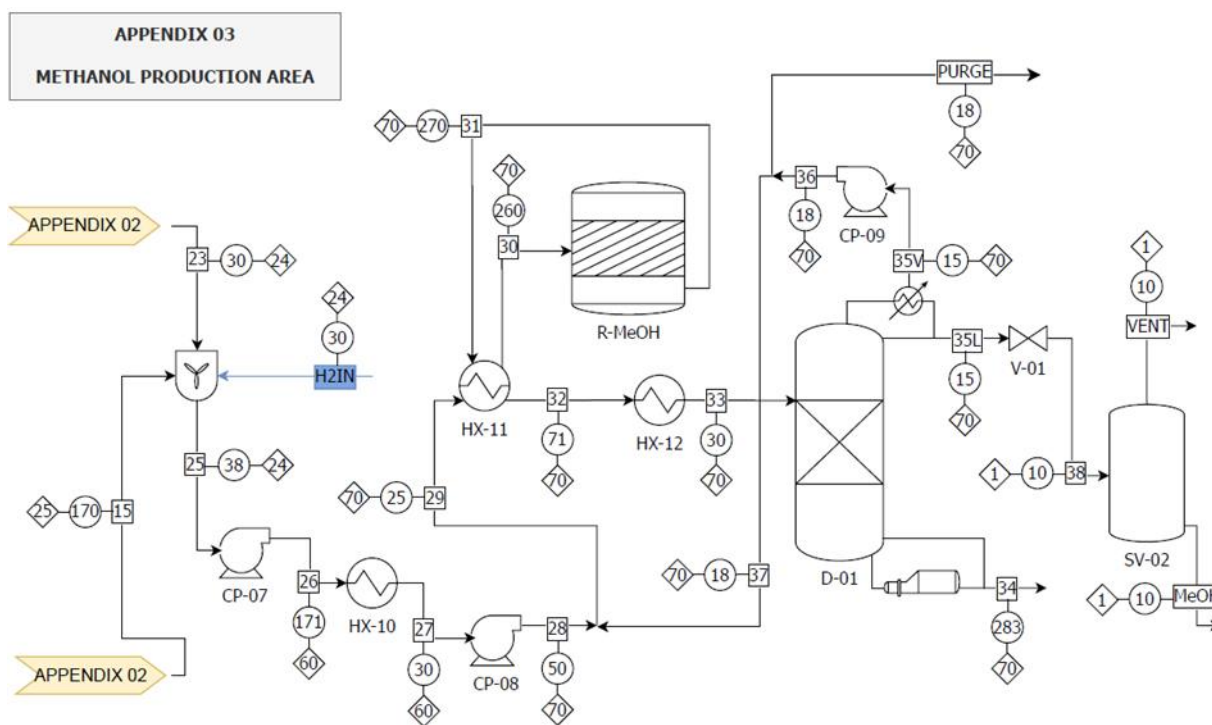 APPENDIX 03
METHANOL PRODUCTION AREA
PURGE
18
70
70
270
31
70
260
30
R-MeOH
36
18
70
CP-09
35V
15
70
1
10
VENT
APPENDIX 02
23
30
24
24
30
H2IN
35L
15
70
V-01
HX-11
32
71
70
HX-12
33
30
70
25
38
24
70
25
29
1
10
38
25
170
15
CP-07
26
171
60
HX-10
27
30
60
CP-08
28
50
70
70
18
37
D-01
34
283
70
SV-02
1
10
MeOH
APPENDIX 02